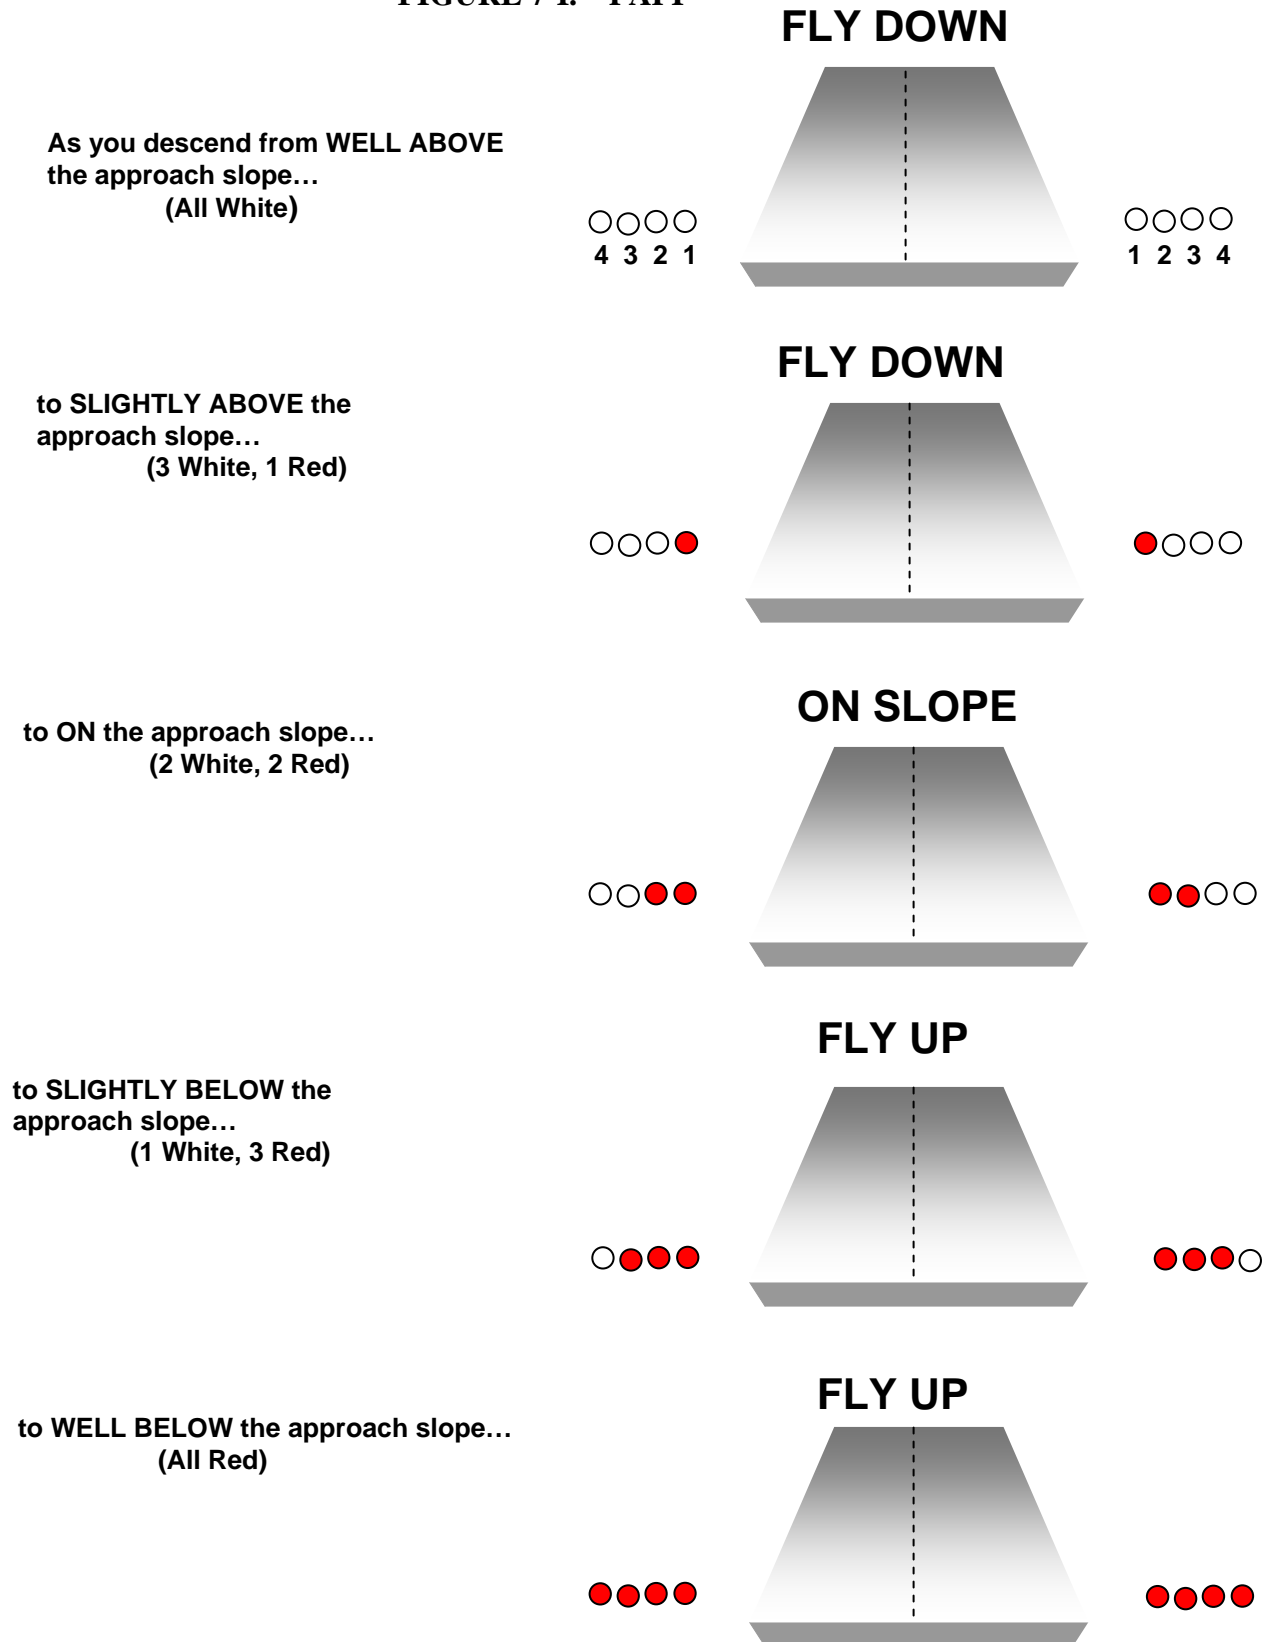 FLY DOWN
As you descend from WELL ABOVE
the approach slope…
(All White)
4 3 2 1
1 2 3 4
FLY DOWN
to SLIGHTLY ABOVE the
approach slope…
(3 White, 1 Red)
ON SLOPE
to ON the approach slope…
(2 White, 2 Red)
FLY UP
to SLIGHTLY BELOW the
approach slope…
(1 White, 3 Red)
FLY UP
to WELL BELOW the approach slope…
(All Red)